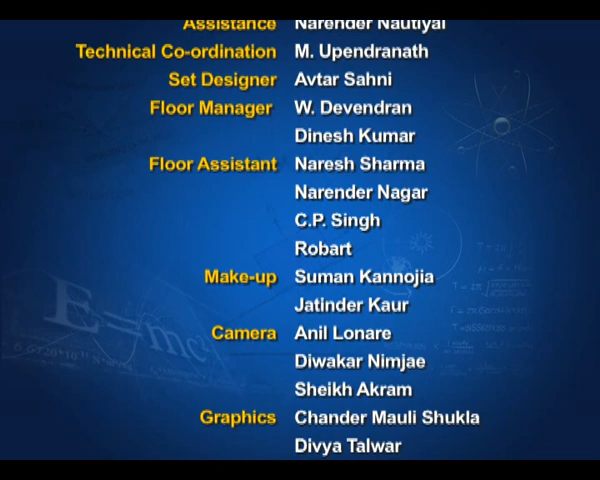 Assistance Narender Nautiyal
Technical Co-ordination M. Upendranath
Set Designer Avtar Sahni
Floor Manager W. Devendran
Dinesh Kumar
Floor Assistant Naresh Sharma
Narender Nagar
C.P. Singh
Robart
Make-up Suman Kannojia
Jatinder Kaur
Camera Anil Lonare
Diwakar Nimjae
Sheikh Akram
Graphics Chander Mauli Shukla
Divya Talwar
E=mc²